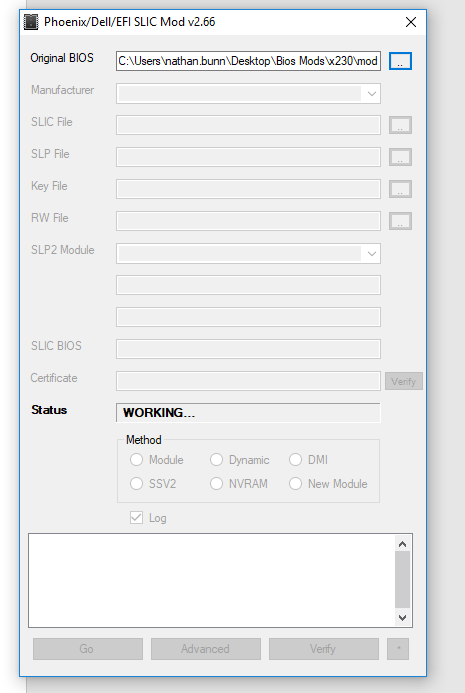 Phoenix/Dell/EFI SLIC Mod v2.66
Original BIOS C:\Users\nathan.bunn\Desktop\Bios Mods\x230\mod ..
Manufacturer
SLIC File ..
SLP File ..
Key File ..
RW File ..
SLP2 Module
SLIC BIOS
Certificate Verify
Status WORKING...
Method
Module Dynamic DMI
SSV2 NVRAM New Module
Log
Go Advanced Verify *